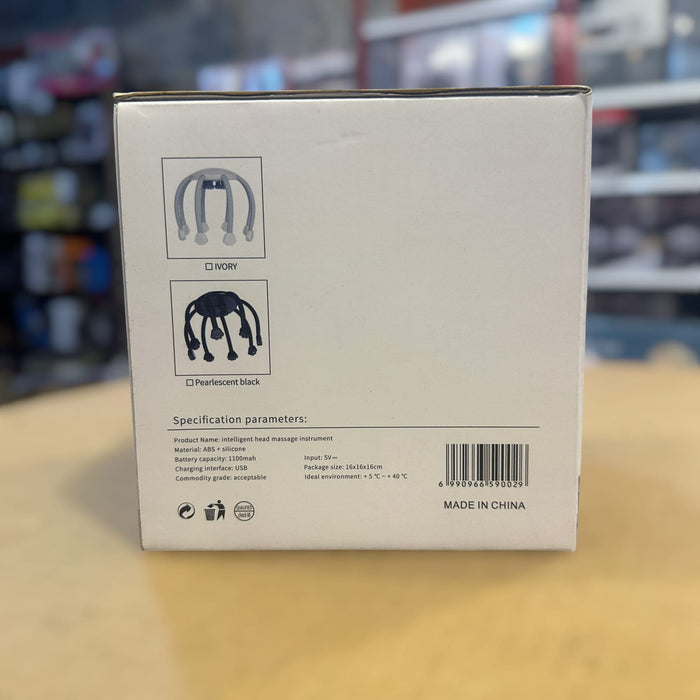 IVORY
Pearlescent black
Specification parameters:
Product Name: intelligent head massage instrument
Material: ABS + silicone
Battery capacity: 1100mah
Input: 5V⎓
Charging interface: USB
Package size: 16x16x16cm
Commodity grade: acceptable
Ideal environment: + 5 ℃ ~ + 40 ℃
6 990966 590029
MADE IN CHINA